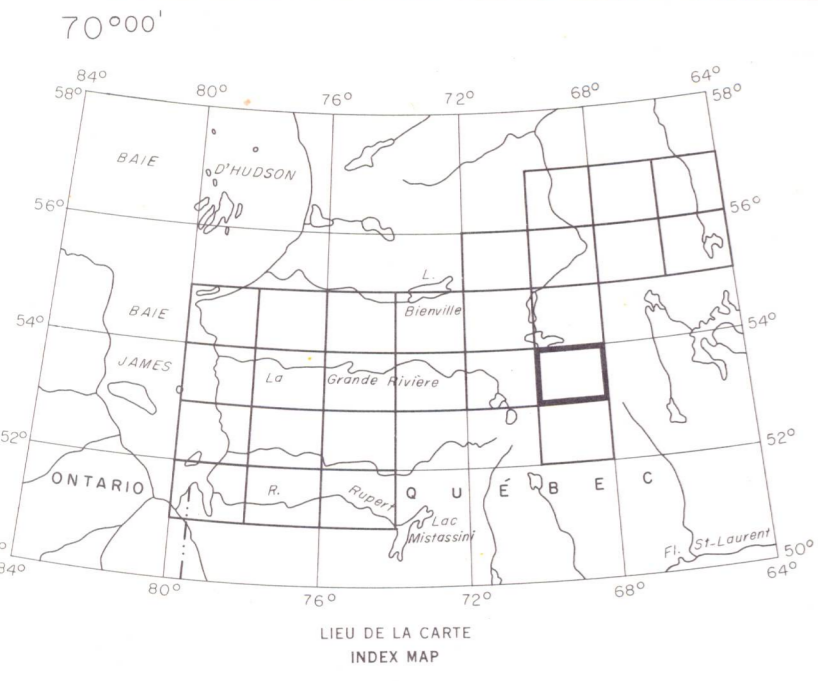 70°00'
84° 80° 76° 72° 68° 64°
58° 58°
BAIE D'HUDSON
56° 56°
L. Bienville
BAIE JAMES
54° 54°
La Grande Rivière
52° 52°
ONTARIO
QUÉBEC
R. Rupert
Lac Mistassini
Fl. St-Laurent
50°
84° 80° 76° 72° 68° 64°
LIEU DE LA CARTE
INDEX MAP